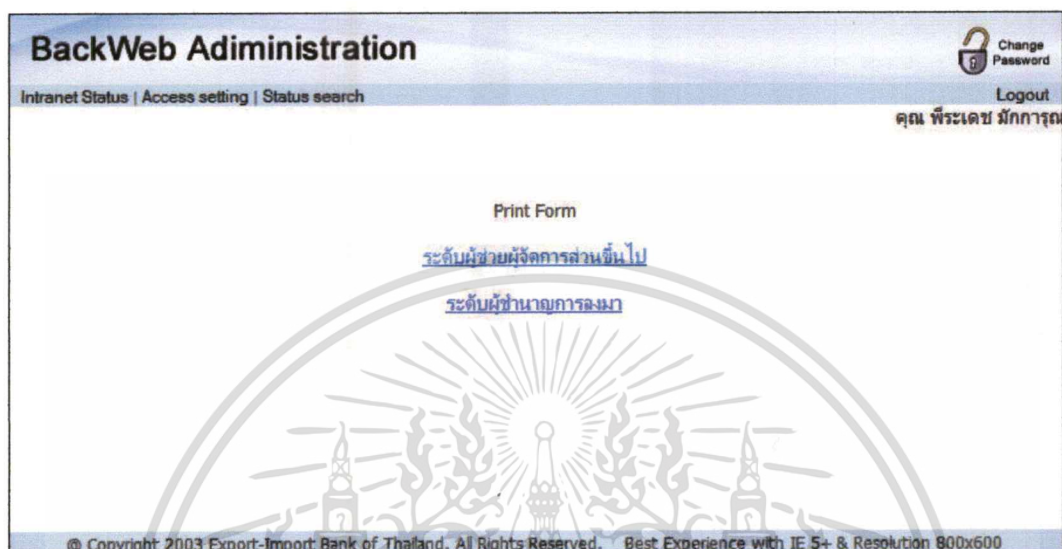 BackWeb Adiministration
Change
Password
Intranet Status | Access setting | Status search
Logout
คุณ พีระเดช มักการุณ
Print Form
ระดับผู้ช่วยผู้จัดการส่วนขึ้นไป
ระดับผู้ชำนาญการลงมา
@ Copyright 2003 Export-Import Bank of Thailand. All Rights Reserved. Best Experience with IE 5+ & Resolution 800x600